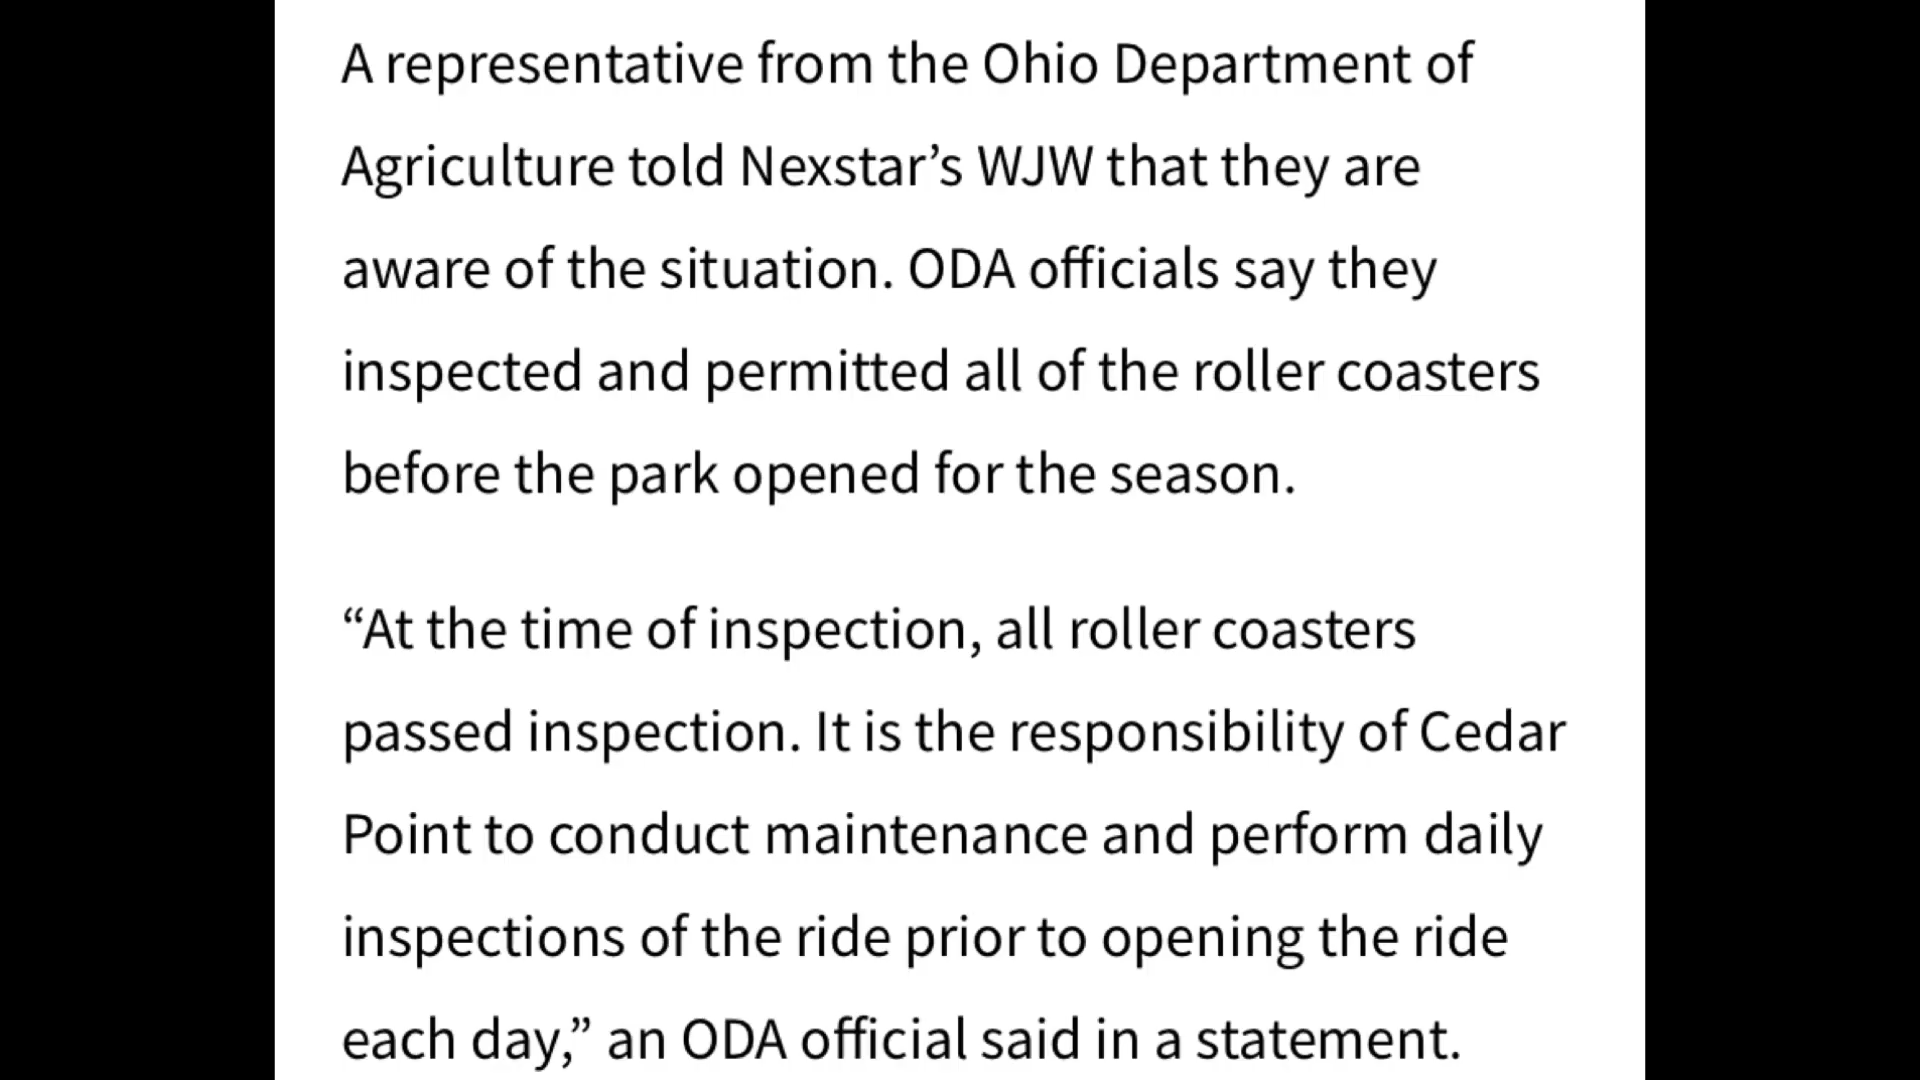 A representative from the Ohio Department of
Agriculture told Nexstar’s WJW that they are
aware of the situation. ODA officials say they
inspected and permitted all of the roller coasters
before the park opened for the season.
“At the time of inspection, all roller coasters
passed inspection. It is the responsibility of Cedar
Point to conduct maintenance and perform daily
inspections of the ride prior to opening the ride
each day,” an ODA official said in a statement.